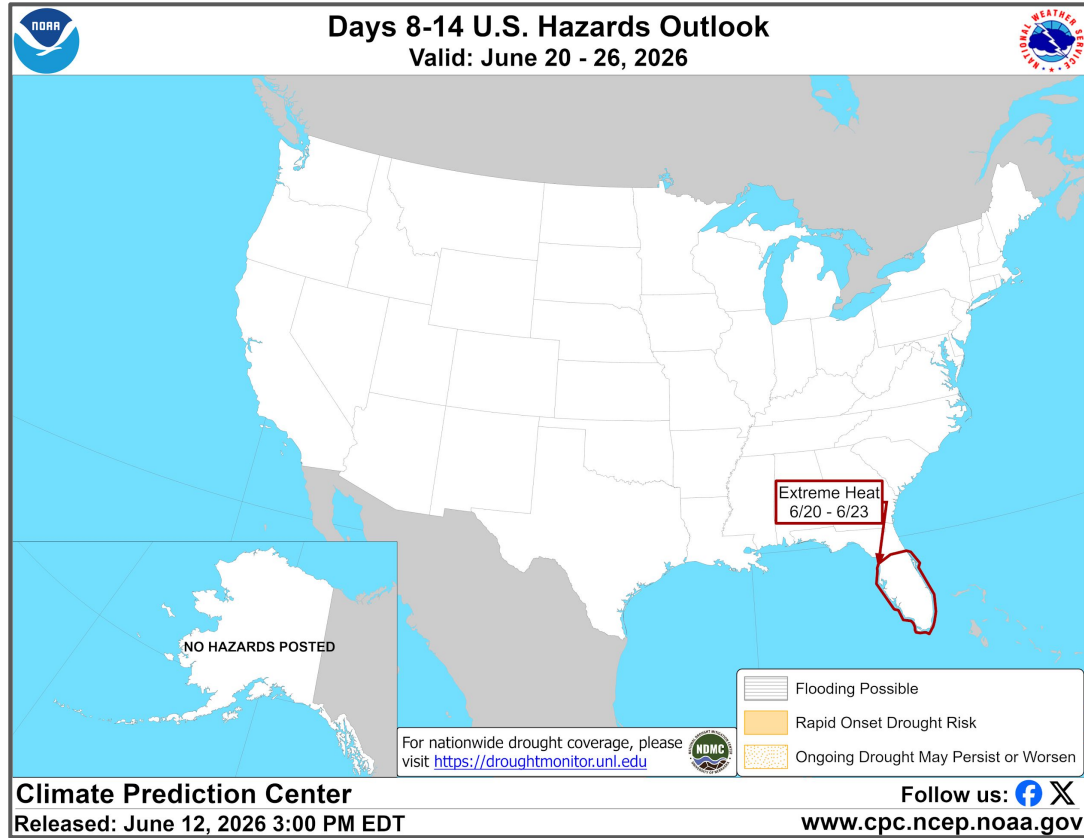 NOAA
Days 8-14 U.S. Hazards Outlook
Valid: June 20 - 26, 2026
NATIONAL WEATHER SERVICE
Extreme Heat
6/20 - 6/23
NO HAZARDS POSTED
For nationwide drought coverage, please
visit https://droughtmonitor.unl.edu
NDMC
Flooding Possible
Rapid Onset Drought Risk
Ongoing Drought May Persist or Worsen
Climate Prediction Center
Follow us:
Released: June 12, 2026 3:00 PM EDT
www.cpc.ncep.noaa.gov